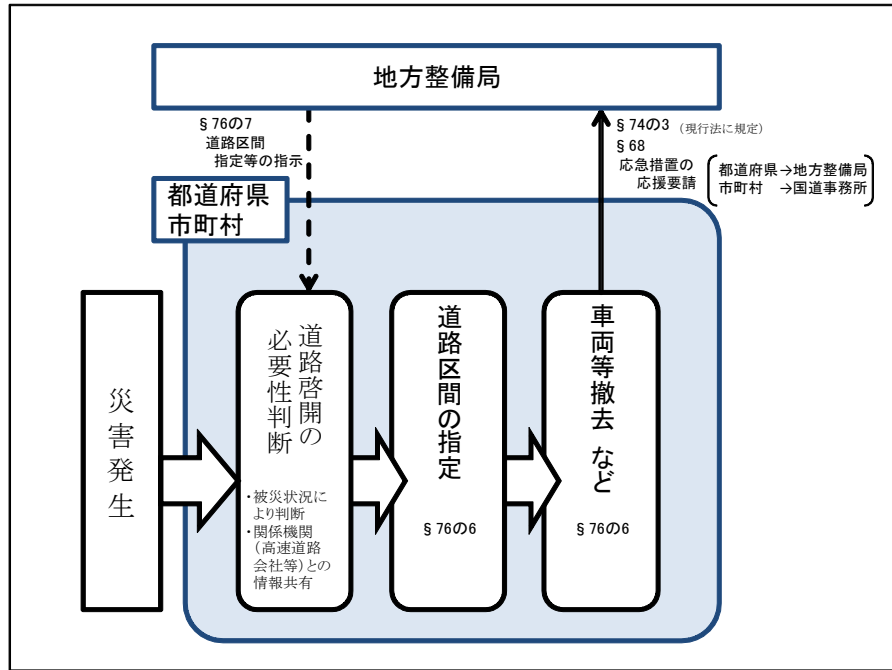 地方整備局
§76の7
道路区間
指定等の指示
§74の3 (現行法に規定)
§68
応急措置の
応援要請
都道府県→地方整備局
市町村 →国道事務所
都道府県
市町村
災害発生
道路啓開の
必要性判断
・被災状況に
より判断
・関係機関
(高速道路
会社等)との
情報共有
道路区間の指定
§76の6
車両等撤去 など
§76の6